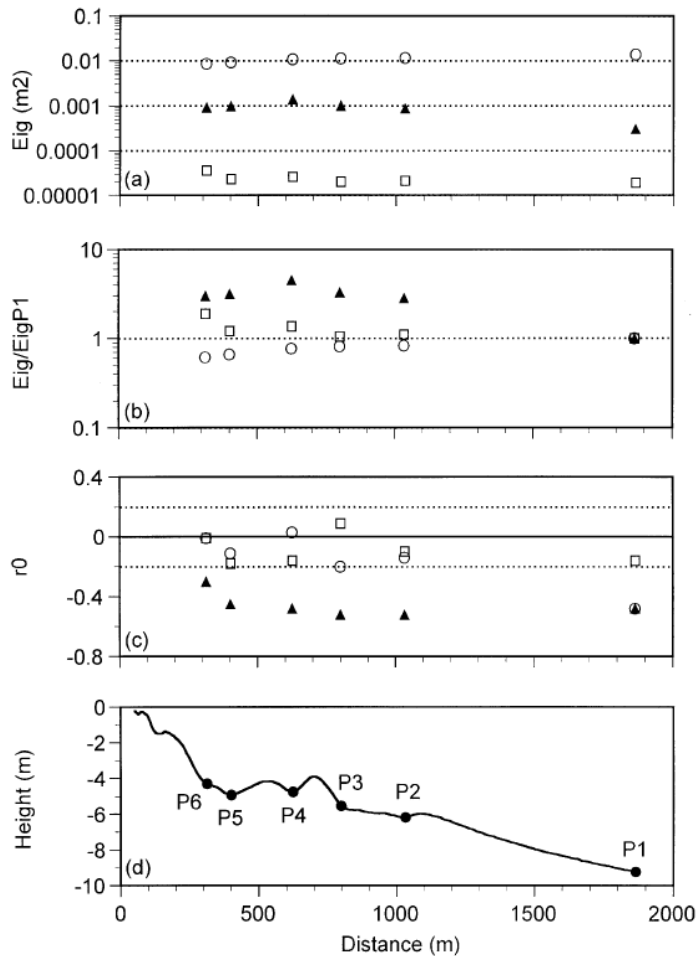 0.1
0.01
0.001
0.0001
0.00001
Eig (m2)
(a)
10
1
0.1
Eig/EigP1
(b)
0.4
0
-0.4
-0.8
r0
(c)
0
-2
-4
-6
-8
-10
Height (m)
P6
P5
P4
P3
P2
P1
(d)
0
500
1000
1500
2000
Distance (m)